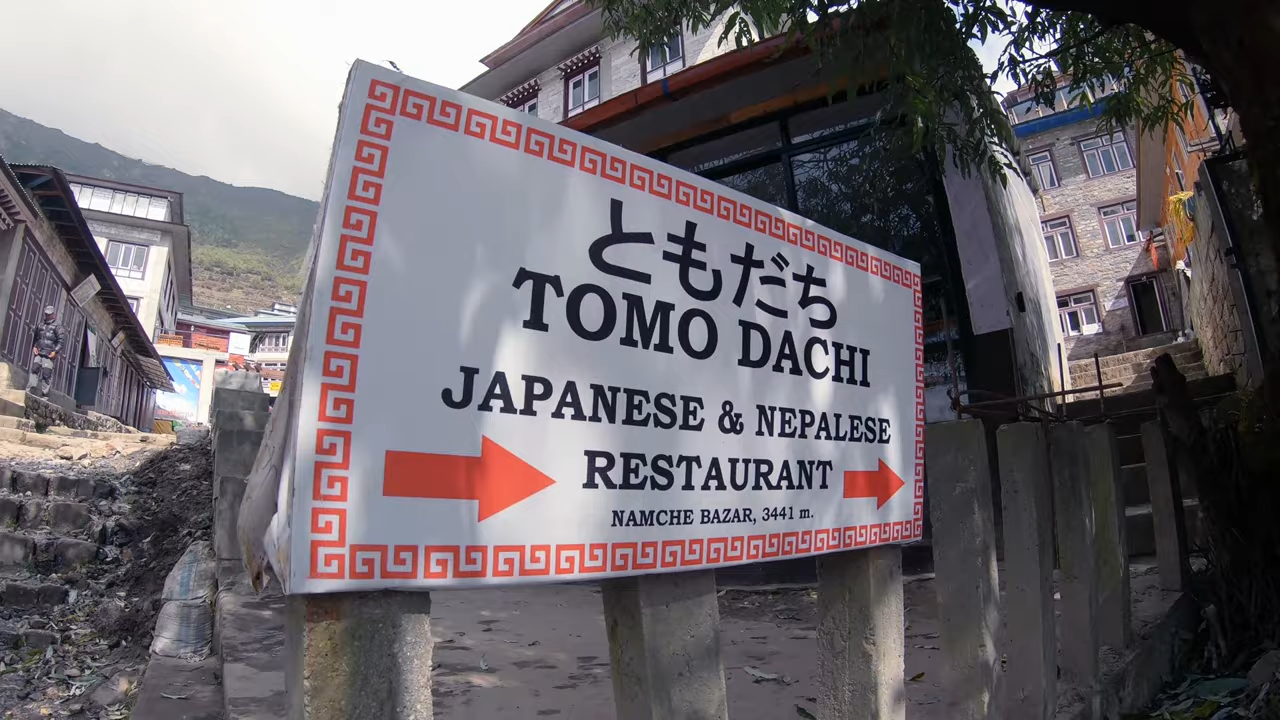 ともだち
TOMO DACHI
JAPANESE & NEPALESE
RESTAURANT
NAMCHE BAZAR, 3441 m.